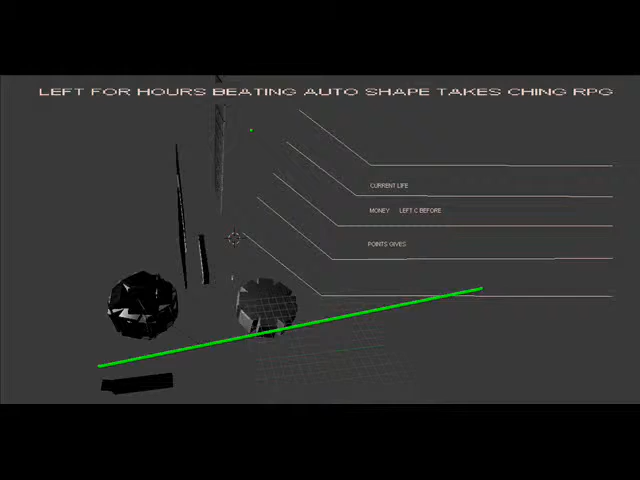 LEFT FOR HOURS BEATING AUTO SHAPE TAKES CHING RPG
CURRENT LIFE
MONEY LEFT C BEFORE
POINTS GIVES